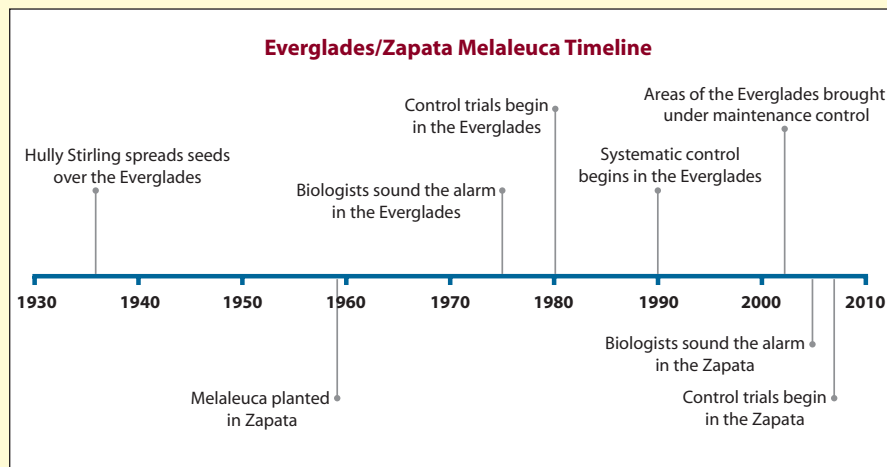 Everglades/Zapata Melaleuca Timeline
Areas of the Everglades brought
under maintenance control
Control trials begin
in the Everglades
Hully Stirling spreads seeds
over the Everglades
Systematic control
begins in the Everglades
Biologists sound the alarm
in the Everglades
1930 1940 1950 1960 1970 1980 1990 2000 2010
Biologists sound the alarm
in the Zapata
Melaleuca planted
in Zapata
Control trials begin
in the Zapata